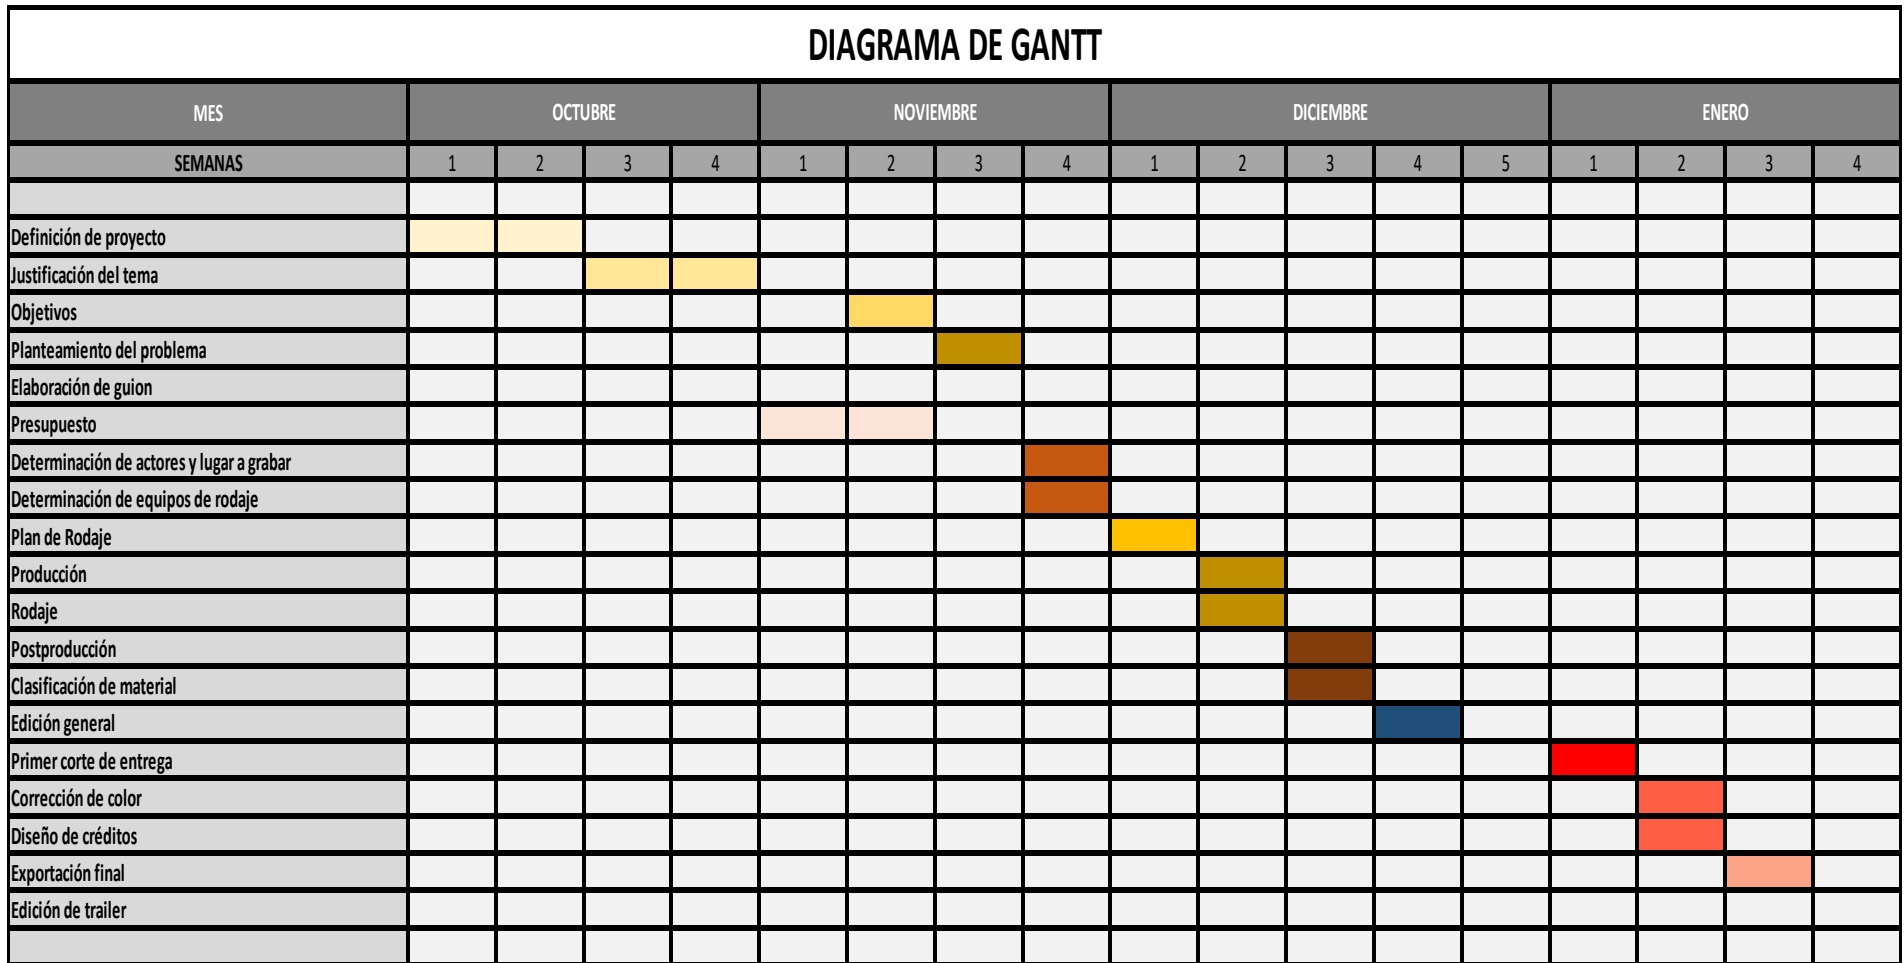 DIAGRAMA DE GANTT
MES OCTUBRE NOVIEMBRE DICIEMBRE ENERO
SEMANAS 1 2 3 4 1 2 3 4 1 2 3 4 5 1 2 3 4
Definición de proyecto
Justificación del tema
Objetivos
Planteamiento del problema
Elaboración de guion
Presupuesto
Determinación de actores y lugar a grabar
Determinación de equipos de rodaje
Plan de Rodaje
Producción
Rodaje
Postproducción
Clasificación de material
Edición general
Primer corte de entrega
Corrección de color
Diseño de créditos
Exportación final
Edición de trailer